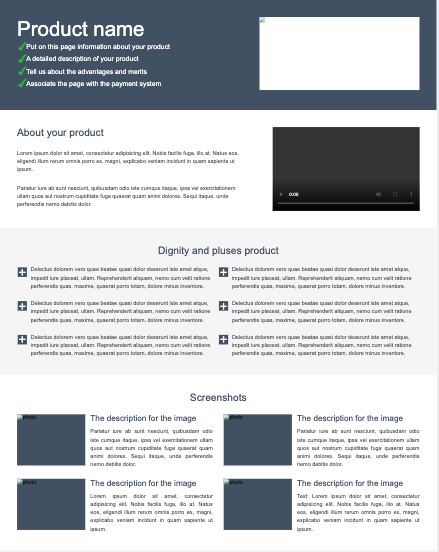 Product name
Put on this page information about your product
A detailed description of your product
Tell us about the advantages and merits
Associate the page with the payment system
About your product
Lorem ipsum dolor sit amet, consectetur adipisicing elit. Nobis facilis fuga, illo at. Natus eos,
eligendi illum rerum omnis porro ex, magni, explicabo veniam incidunt in quam sapiente ut
ipsum.
Pariatur iure ab sunt nesciunt, quibusdam odio iste cumque itaque, ipsa vel exercitationem
ullam quos aut nostrum cupiditate fuga quaerat quam animi dolores. Sequi itaque, unde
perferendis nemo debitis dolor.
0:00
Dignity and pluses product
Delectus dolorem vero quae beatae quasi dolor deserunt iste amet atque,
impedit iure placeat, ullam. Reprehenderit aliquam, nemo cum velit ratione
perferendis quas, maxime, quaerat porro totam, dolore minus inventore.
Delectus dolorem vero quae beatae quasi dolor deserunt iste amet atque,
impedit iure placeat, ullam. Reprehenderit aliquam, nemo cum velit ratione
perferendis quas, maxime, quaerat porro totam, dolore minus inventore.
Delectus dolorem vero quae beatae quasi dolor deserunt iste amet atque,
impedit iure placeat, ullam. Reprehenderit aliquam, nemo cum velit ratione
perferendis quas, maxime, quaerat porro totam, dolore minus inventore.
Delectus dolorem vero quae beatae quasi dolor deserunt iste amet atque,
impedit iure placeat, ullam. Reprehenderit aliquam, nemo cum velit ratione
perferendis quas, maxime, quaerat porro totam, dolore minus inventore.
Delectus dolorem vero quae beatae quasi dolor deserunt iste amet atque,
impedit iure placeat, ullam. Reprehenderit aliquam, nemo cum velit ratione
perferendis quas, maxime, quaerat porro totam, dolore minus inventore.
Delectus dolorem vero quae beatae quasi dolor deserunt iste amet atque,
impedit iure placeat, ullam. Reprehenderit aliquam, nemo cum velit ratione
perferendis quas, maxime, quaerat porro totam, dolore minus inventore.
Screenshots
photo
The description for the image
Pariatur iure ab sunt nesciunt, quibusdam odio
iste cumque itaque, ipsa vel exercitationem ullam
quos aut nostrum cupiditate fuga quaerat quam
animi dolores. Sequi itaque, unde perferendis
nemo debitis dolor.
photo
The description for the image
Pariatur iure ab sunt nesciunt, quibusdam odio
iste cumque itaque, ipsa vel exercitationem ullam
quos aut nostrum cupiditate fuga quaerat quam
animi dolores. Sequi itaque, unde perferendis
nemo debitis dolor.
photo
The description for the image
Lorem ipsum dolor sit amet, consectetur
adipisicing elit. Nobis facilis fuga, illo at. Natus
eos, eligendi illum rerum omnis porro ex, magni,
explicabo veniam incidunt in quam sapiente ut
ipsum.
photo
The description for the image
Text: Lorem ipsum dolor sit amet, consectetur
adipisicing elit. Nobis facilis fuga, illo at. Natus
eos, eligendi illum rerum omnis porro ex, magni,
explicabo veniam incidunt in quam sapiente ut
ipsum.